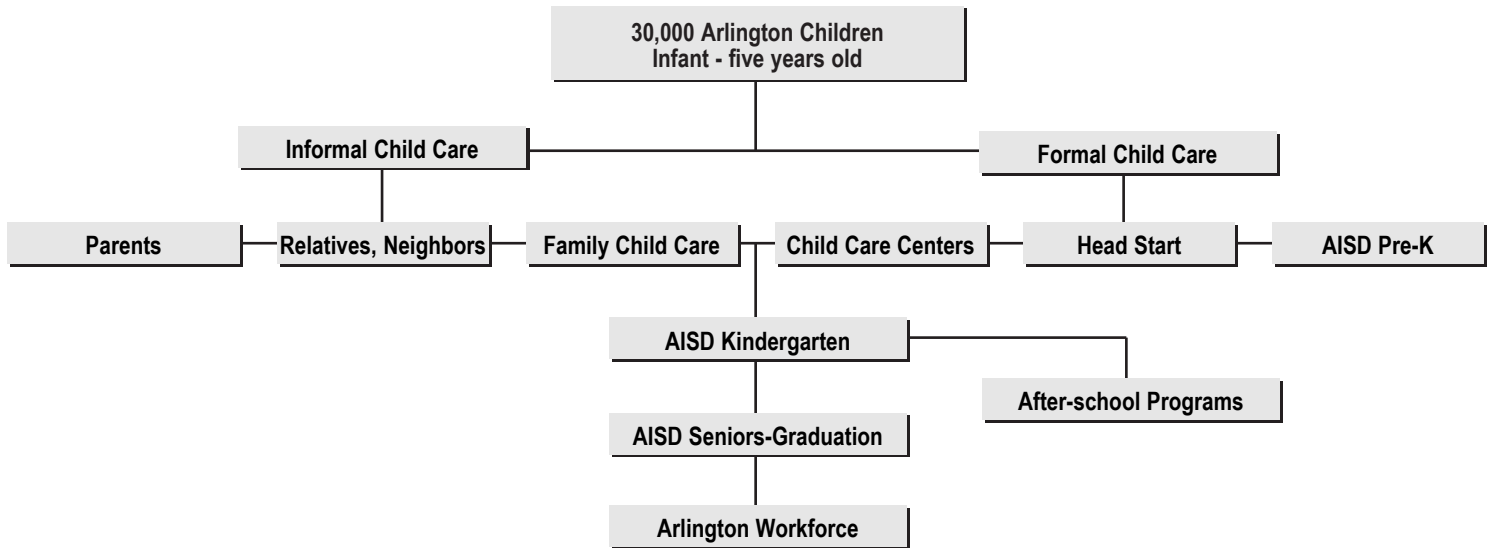 30,000 Arlington Children
Infant - five years old
Informal Child Care
Formal Child Care
Parents
Relatives, Neighbors
Family Child Care
Child Care Centers
Head Start
AISD Pre-K
AISD Kindergarten
After-school Programs
AISD Seniors-Graduation
Arlington Workforce